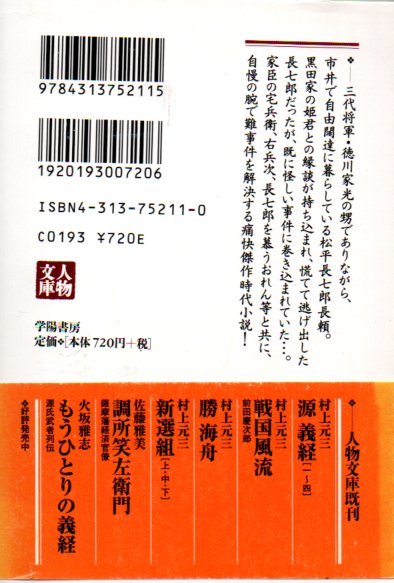 三代将軍・徳川家光の甥でありながら、
市井で自由闊達に暮らしている松平長七郎長頼。
黒田家の姫君との縁談が持ち込まれ、慌てて逃げ出した
長七郎だったが、既に怪しい事件に巻き込まれていた…。
家臣の宅兵衛、右兵次、長七郎を慕うおれん等と共に、
自慢の腕で難事件を解決する痛快傑作時代小説！
9784313752115
1920193007206
ISBN4-313-75211-0
C0193 ¥720E
人物文庫
学陽書房
定価❖[本体720円+税]
❖—人物文庫既刊
村上元三
源 義経[一〜四]
村上元三
戦国風流
前田慶次郎
村上元三
勝 海舟
村上元三
新選組[上・中・下]
佐藤雅美
調所笑左衛門
薩摩藩経済官僚
火坂雅志
もうひとりの義経
源氏武者列伝
❖好評発売中